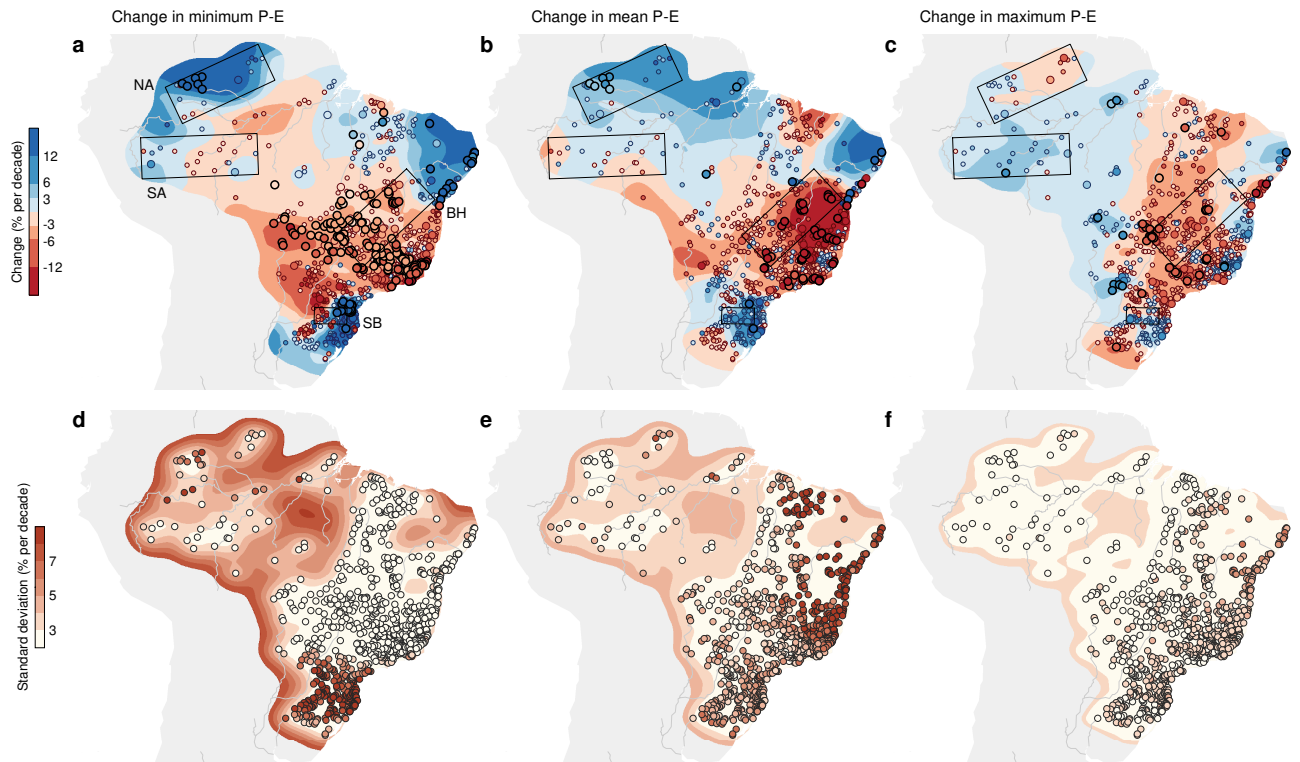 Change in minimum P-E
Change in mean P-E
Change in maximum P-E
a
b
c
NA
SA
BH
SB
Change (% per decade)
12
6
3
-3
-6
-12
d
e
f
Standard deviation (% per decade)
7
5
3